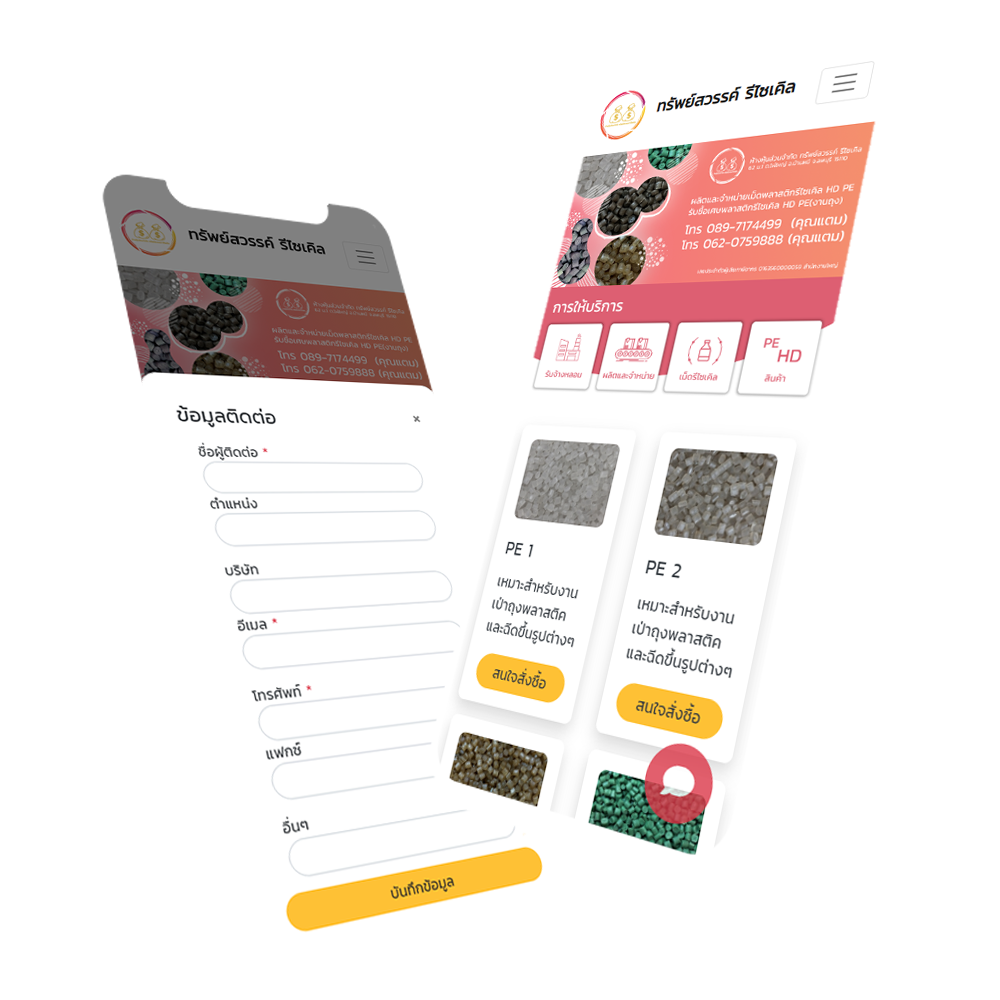 ทรัพย์สวรรค์ รีไซเคิล
ห้างหุ้นส่วนจำกัด ทรัพย์สวรรค์ รีไซเคิล
ผลิตและจำหน่ายเม็ดพลาสติกรีไซเคิล HD PE
รับซื้อเศษพลาสติกรีไซเคิล HD PE(งานถุง)
โทร 089-7174499 (คุณแตม)
โทร 062-0759888 (คุณแตม)
ข้อมูลติดต่อ
×
ชื่อผู้ติดต่อ *
ตำแหน่ง
บริษัท
อีเมล *
โทรศัพท์ *
แฟกซ์
อื่นๆ
บันทึกข้อมูล
ทรัพย์สวรรค์ รีไซเคิล
ห้างหุ้นส่วนจำกัด ทรัพย์สวรรค์ รีไซเคิล
ผลิตและจำหน่ายเม็ดพลาสติกรีไซเคิล HD PE
รับซื้อเศษพลาสติกรีไซเคิล HD PE(งานถุง)
โทร 089-7174499 (คุณแตม)
โทร 062-0759888 (คุณแตม)
การให้บริการ
รับจ้างหลอม
ผลิตและจำหน่าย
เม็ดรีไซเคิล
PE
HD
สินค้า
PE 1
เหมาะสำหรับงาน
เป่าถุงพลาสติค
และฉีดขึ้นรูปต่างๆ
สนใจสั่งซื้อ
PE 2
เหมาะสำหรับงาน
เป่าถุงพลาสติค
และฉีดขึ้นรูปต่างๆ
สนใจสั่งซื้อ